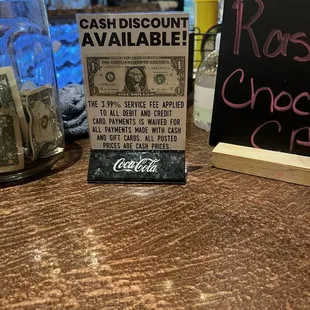 CASH DISCOUNT
AVAILABLE!
THE 3.99% SERVICE FEE APPLIED
TO ALL DEBIT AND CREDIT
CARD PAYMENTS IS WAIVED FOR
ALL PAYMENTS MADE WITH CASH
AND GIFT CARDS. ALL POSTED
PRICES ARE CASH PRICES.
Coca-Cola
Ras
Choc